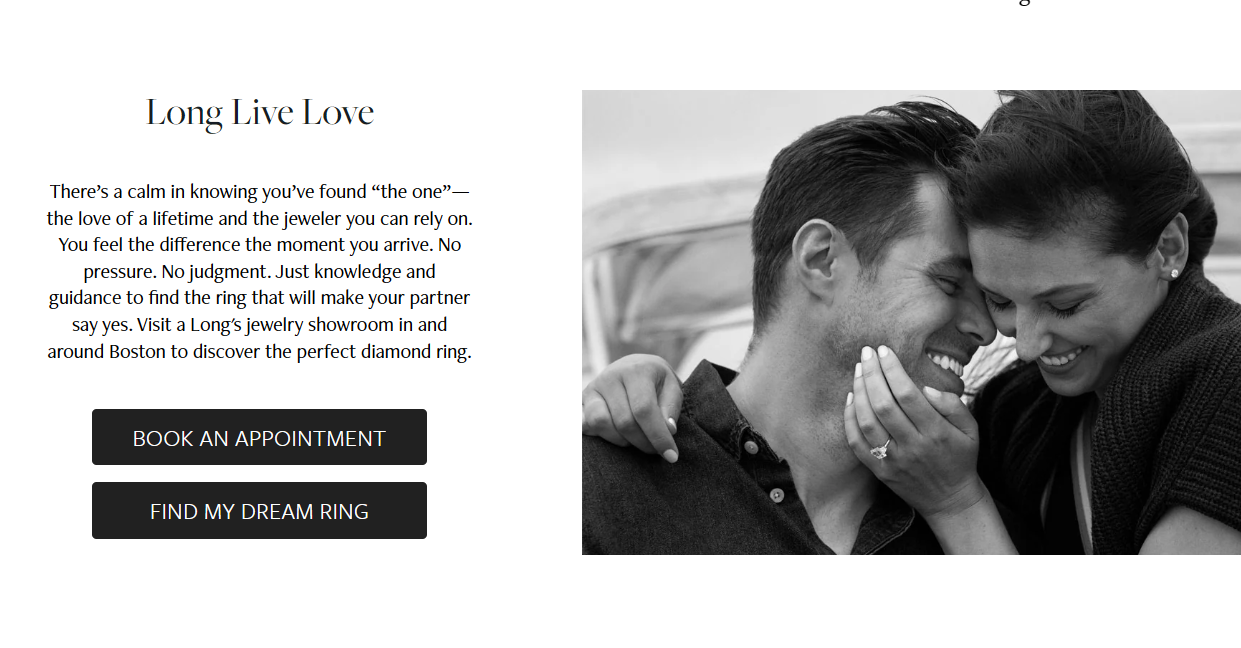 Long Live Love
There’s a calm in knowing you’ve found “the one”—
the love of a lifetime and the jeweler you can rely on.
You feel the difference the moment you arrive. No
pressure. No judgment. Just knowledge and
guidance to find the ring that will make your partner
say yes. Visit a Long’s jewelry showroom in and
around Boston to discover the perfect diamond ring.
BOOK AN APPOINTMENT
FIND MY DREAM RING